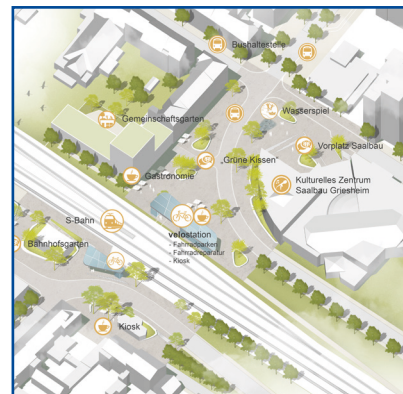 Bushaltestelle
Wasserspiel
Gemeinschaftsgarten
Vorplatz Saalbau
„Grüne Kissen“
Gastronomie
Kulturelles Zentrum
Saalbau Griesheim
S-Bahn
velostation
- Fahrradparken
- Fahrradreparatur
- Kiosk
Bahnhofsgarten
Kiosk